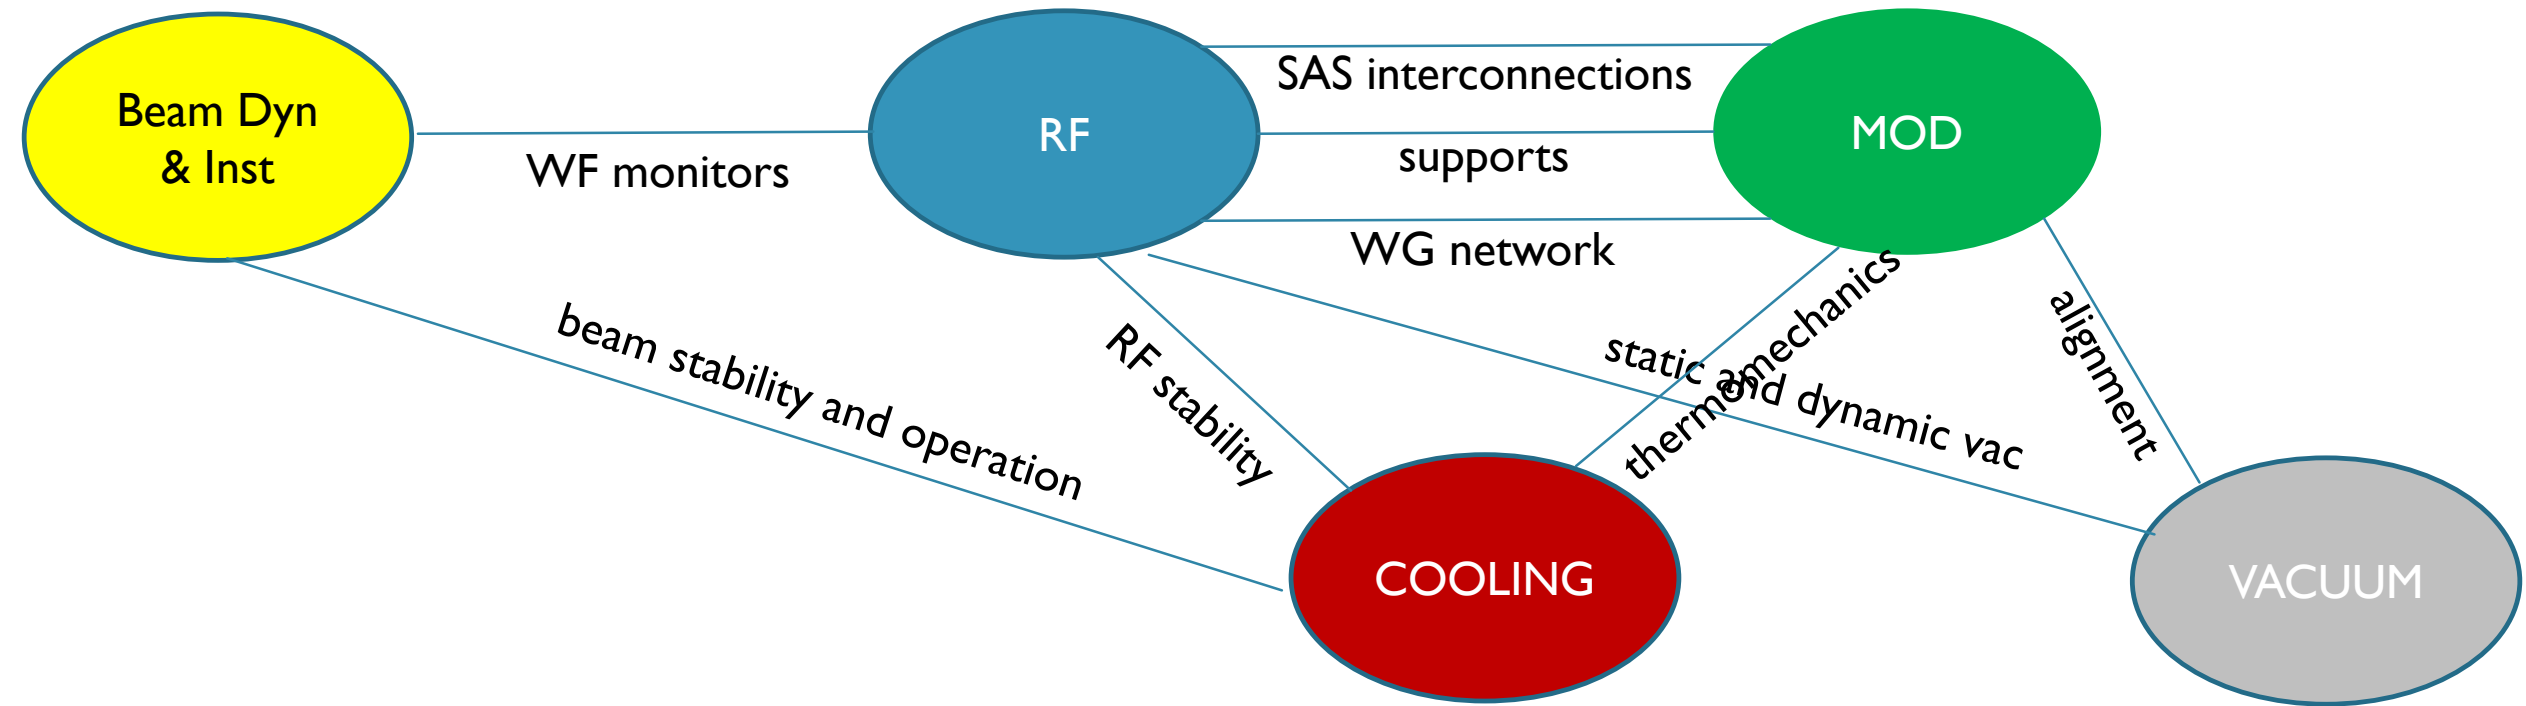 Beam Dyn
& Inst
WF monitors
RF
SAS interconnections
supports
WG network
MOD
beam stability and operation
RF stability
thermomechanics
static and dynamic vac
alignment
COOLING
VACUUM